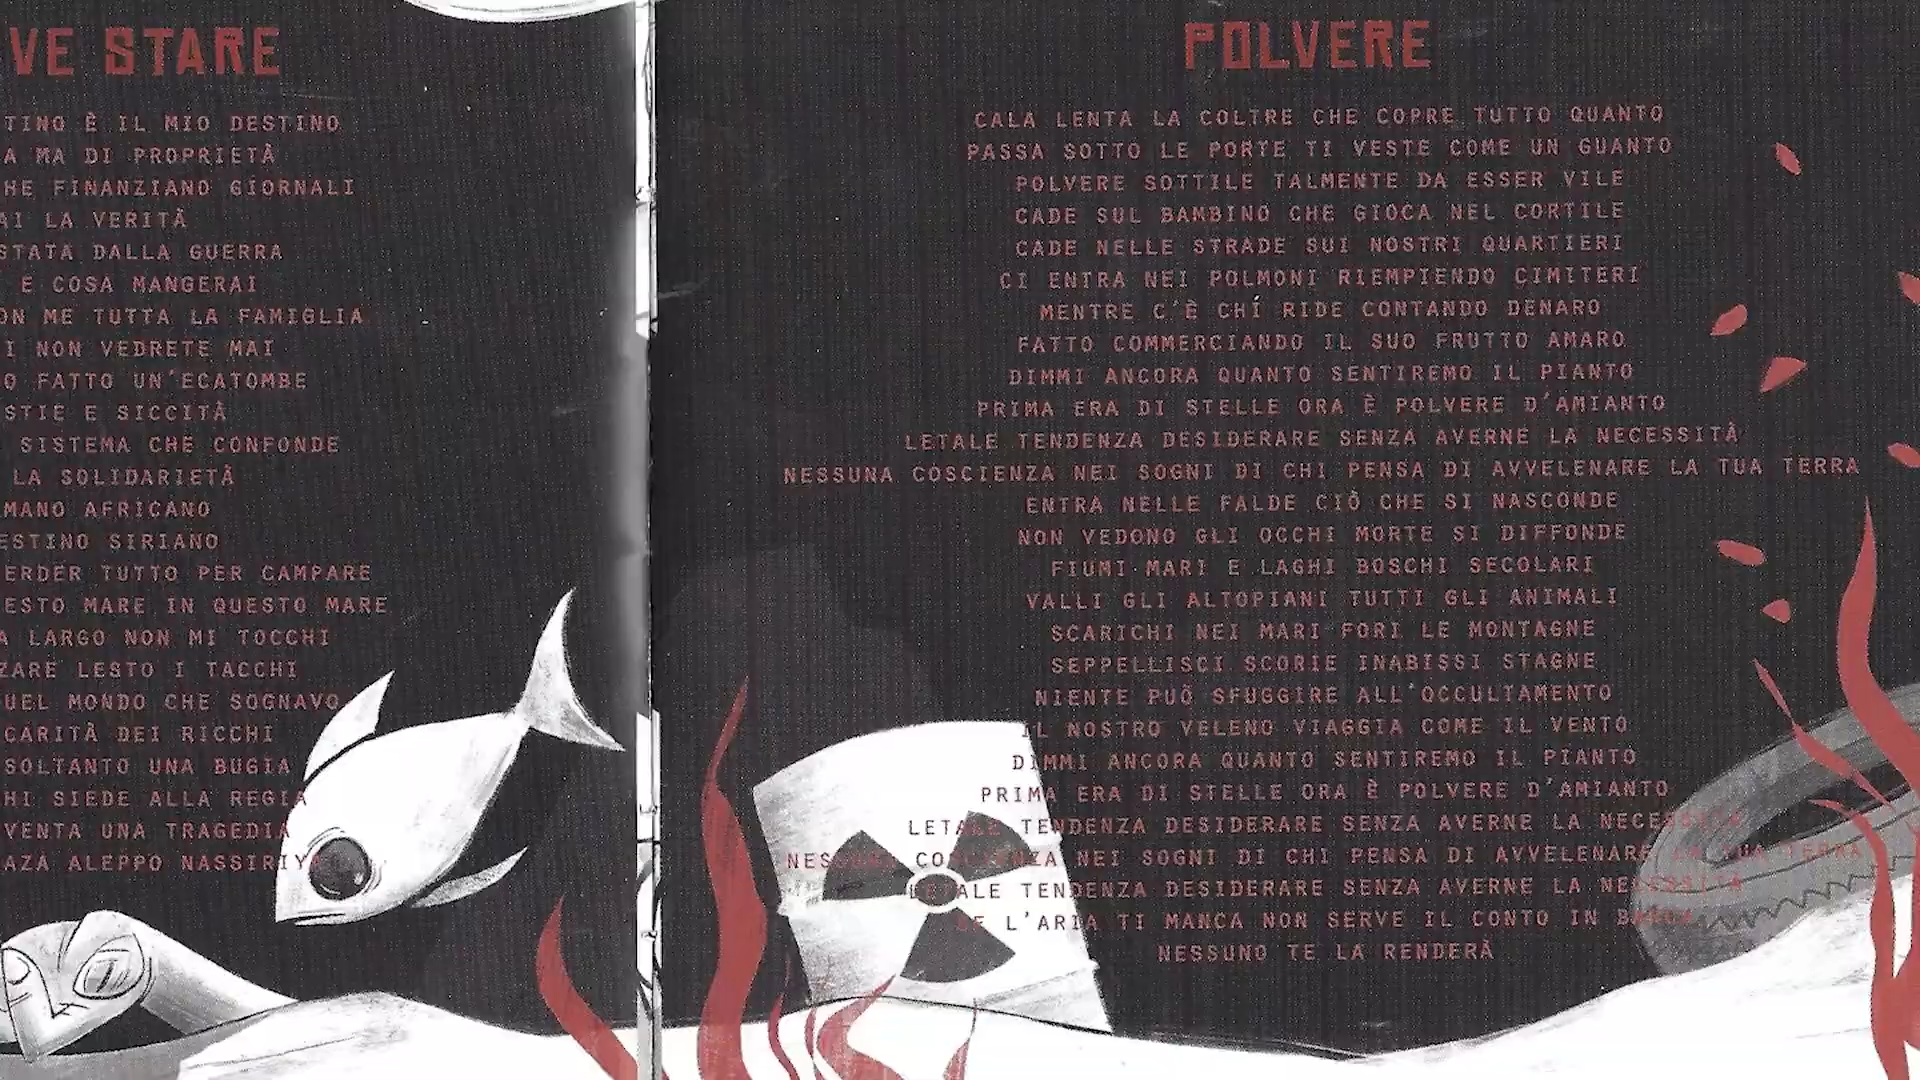 VE STARE
TINO È IL MIO DESTINO
A MA DI PROPRIETÀ
HE FINANZIANO GIORNALI
AI LA VERITÀ
STATA DALLA GUERRA
E COSA MANGERAI
ON ME TUTTA LA FAMIGLIA
I NON VEDRETE MAI
O FATTO UN'ECATOMBE
STIE E SICCITÀ
SISTEMA CHE CONFONDE
LA SOLIDARIETÀ
MANO AFRICANO
ESTINO SIRIANO
ERDER TUTTO PER CAMPARE
ESTO MARE IN QUESTO MARE
A LARGO NON MI TOCCHI
ZARE LESTO I TACCHI
UEL MONDO CHE SOGNAVO
CARITÀ DEI RICCHI
SOLTANTO UNA BUGIA
HI SIEDE ALLA REGIA
VENTA UNA TRAGEDIA
AZA ALEPPO NASSIRIY
POLVERE
CALA LENTA LA COLTRE CHE COPRE TUTTO QUANTO
PASSA SOTTO LE PORTE TI VESTE COME UN GUANTO
POLVERE SOTTILE TALMENTE DA ESSER VILE
CADE SUL BAMBINO CHE GIOCA NEL CORTILE
CADE NELLE STRADE SUI NOSTRI QUARTIERI
CI ENTRA NEI POLMONI RIEMPIENDO CIMITERI
MENTRE C'È CHI RIDE CONTANDO DENARO
FATTO COMMERCIANDO IL SUO FRUTTO AMARO
DIMMI ANCORA QUANTO SENTIREMO IL PIANTO
PRIMA ERA DI STELLE ORA È POLVERE D'AMIANTO
LETALE TENDENZA DESIDERARE SENZA AVERNE LA NECESSITÀ
NESSUNA COSCIENZA NEI SOGNI DI CHI PENSA DI AVVELENARE LA TUA TERRA
ENTRA NELLE FALDE CIÒ CHE SI NASCONDE
NON VEDONO GLI OCCHI MORTE SI DIFFONDE
FIUMI MARI E LAGHI BOSCHI SECOLARI
VALLI GLI ALTOPIANI TUTTI GLI ANIMALI
SCARICHI NEI MARI FORI LE MONTAGNE
SEPPELLISCI SCORIE INABISSI STAGNE
NIENTE PUÒ SFUGGIRE ALL'OCCULTAMENTO
IL NOSTRO VELENO VIAGGIA COME IL VENTO
DIMMI ANCORA QUANTO SENTIREMO IL PIANTO
PRIMA ERA DI STELLE ORA È POLVERE D'AMIANTO
LETALE TENDENZA DESIDERARE SENZA AVERNE LA NECESSITÀ
NESSUNA COSCIENZA NEI SOGNI DI CHI PENSA DI AVVELENARE LA TUA TERRA
LETALE TENDENZA DESIDERARE SENZA AVERNE LA NECESSITÀ
SE L'ARIA TI MANCA NON SERVE IL CONTO IN BANCA
NESSUNO TE LA RENDERÀ